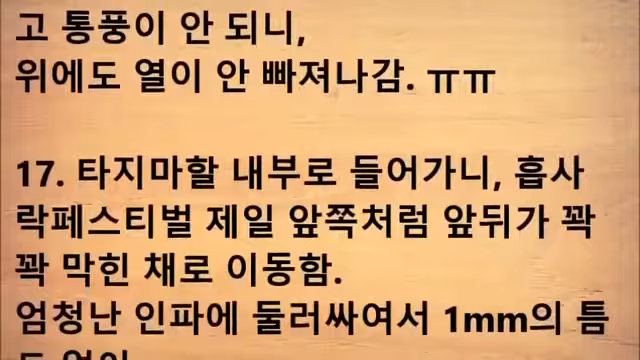 고 통풍이 안 되니,
위에도 열이 안 빠져나감. ㅠㅠ
17. 타지마할 내부로 들어가니, 흡사
락페스티벌 제일 앞쪽처럼 앞뒤가 꽉
꽉 막힌 채로 이동함.
엄청난 인파에 둘러싸여서 1mm의 틈